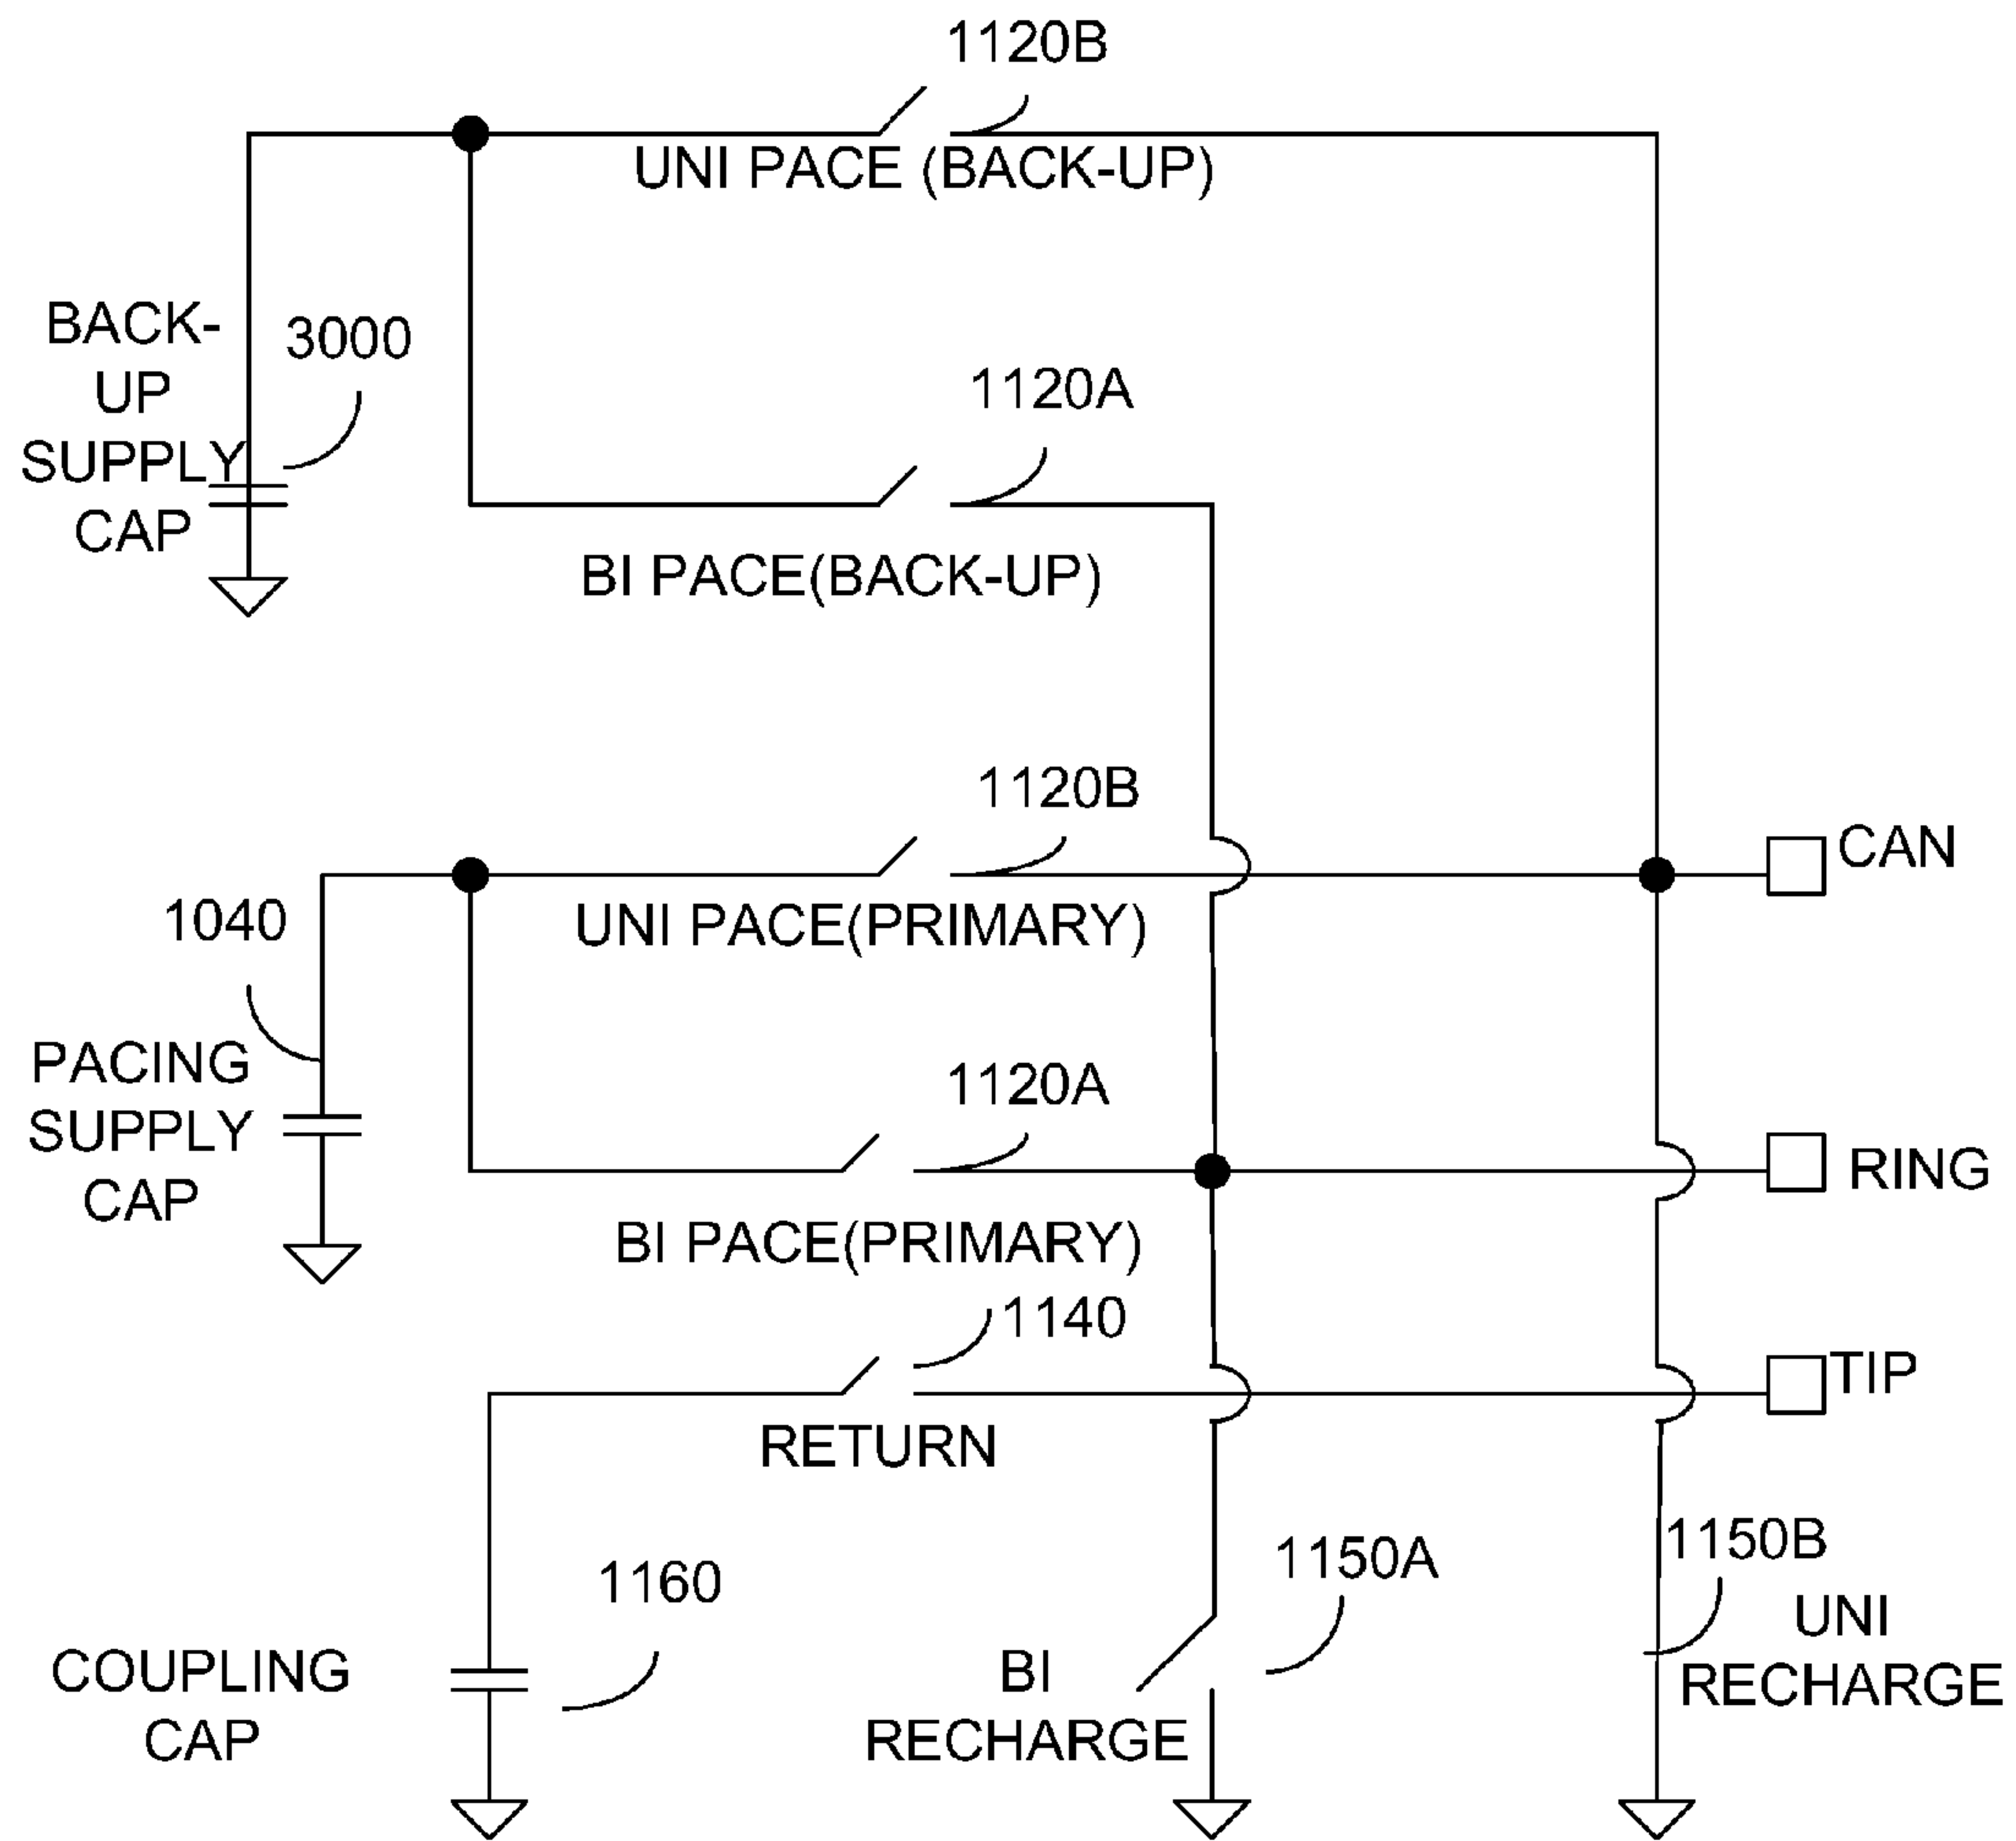 1120B
UNI PACE (BACK-UP)
BACK-
UP
SUPPLY
CAP
3000
1120A
BI PACE(BACK-UP)
1120B
CAN
UNI PACE(PRIMARY)
1040
PACING
SUPPLY
CAP
1120A
RING
BI PACE(PRIMARY)
1140
TIP
RETURN
1160
COUPLING
CAP
1150A
BI
RECHARGE
1150B
UNI
RECHARGE